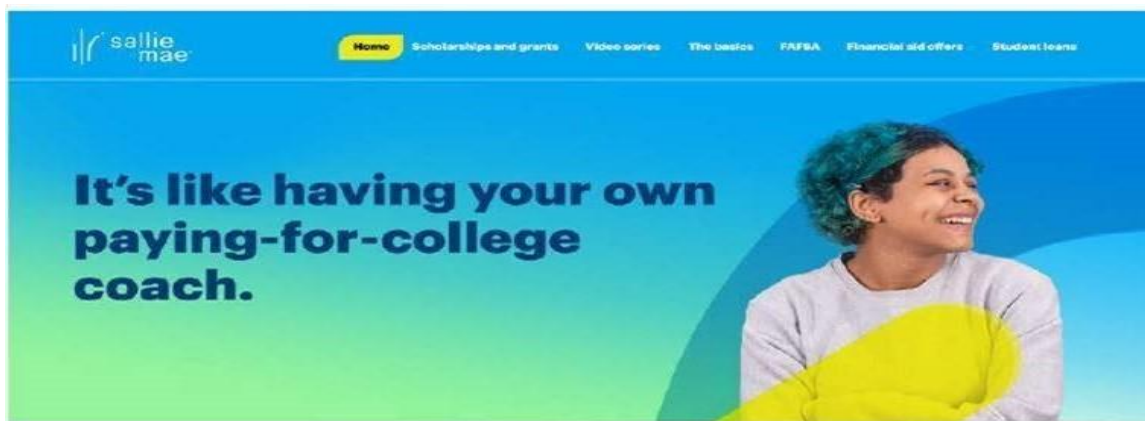 sallie
mae
Home Scholarships and grants Video series The basics FAFSA Financial aid offers Student loans
It's like having your own
paying-for-college
coach.